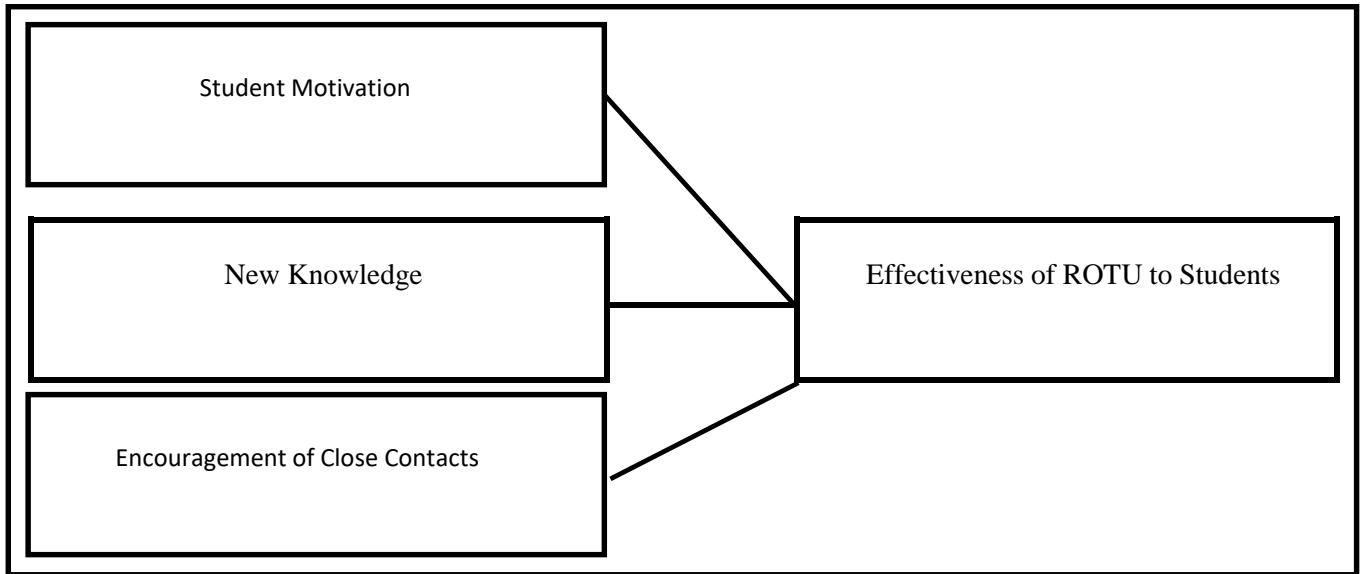 Student Motivation
New Knowledge
Effectiveness of ROTU to Students
Encouragement of Close Contacts